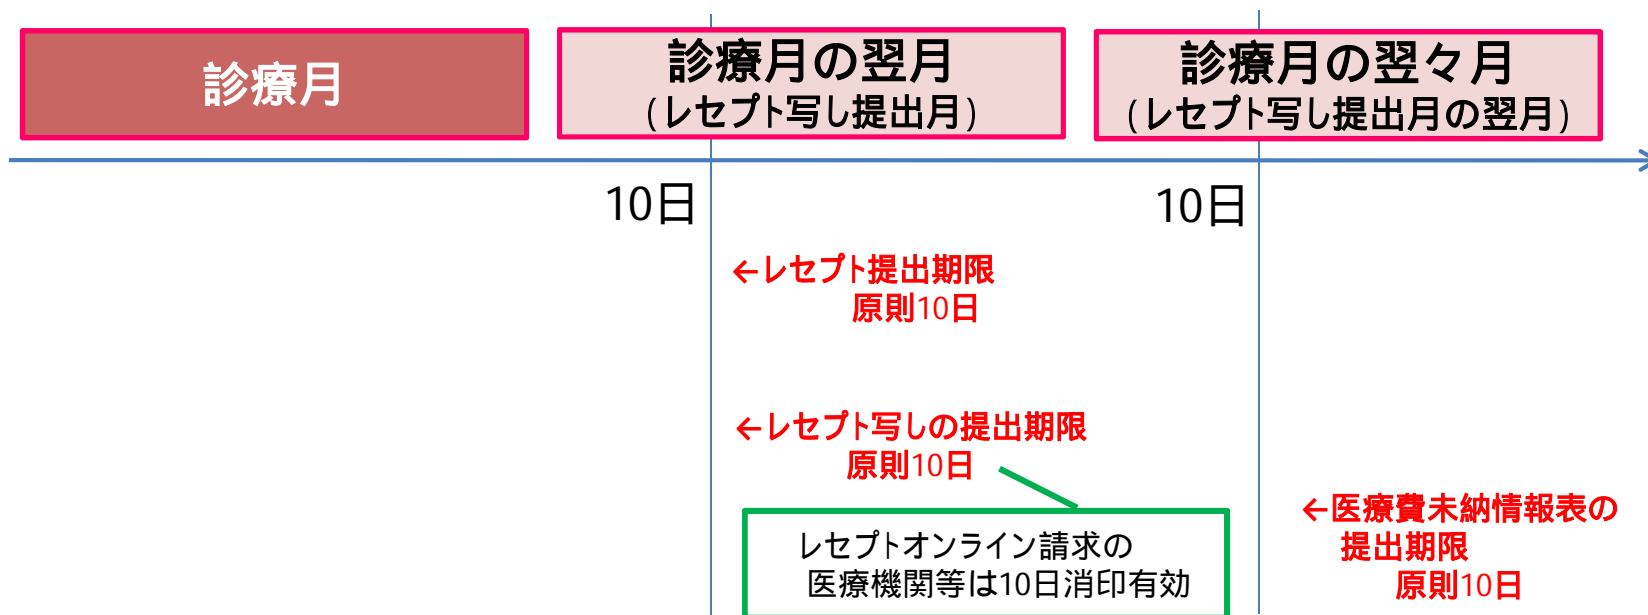 診療月
診療月の翌月
(レセプト写し提出月)
診療月の翌々月
(レセプト写し提出月の翌月)
10日
10日
←レセプト提出期限
原則10日
←レセプト写しの提出期限
原則10日
レセプトオンライン請求の
医療機関等は10日消印有効
←医療費未納情報表の
提出期限
原則10日